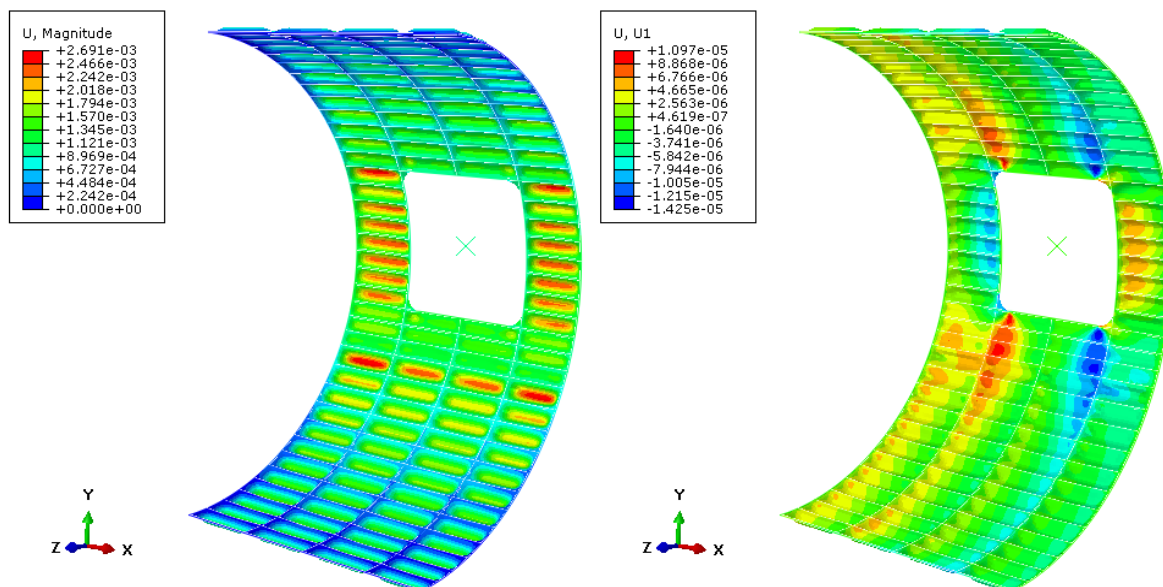 U, Magnitude
+2.691e-03
+2.466e-03
+2.242e-03
+2.018e-03
+1.794e-03
+1.570e-03
+1.345e-03
+1.121e-03
+8.969e-04
+6.727e-04
+4.484e-04
+2.242e-04
+0.000e+00
Y
Z
X
U, U1
+1.097e-05
+8.868e-06
+6.766e-06
+4.665e-06
+2.563e-06
+4.619e-07
-1.640e-06
-3.741e-06
-5.842e-06
-7.944e-06
-1.005e-05
-1.215e-05
-1.425e-05
Y
Z
X